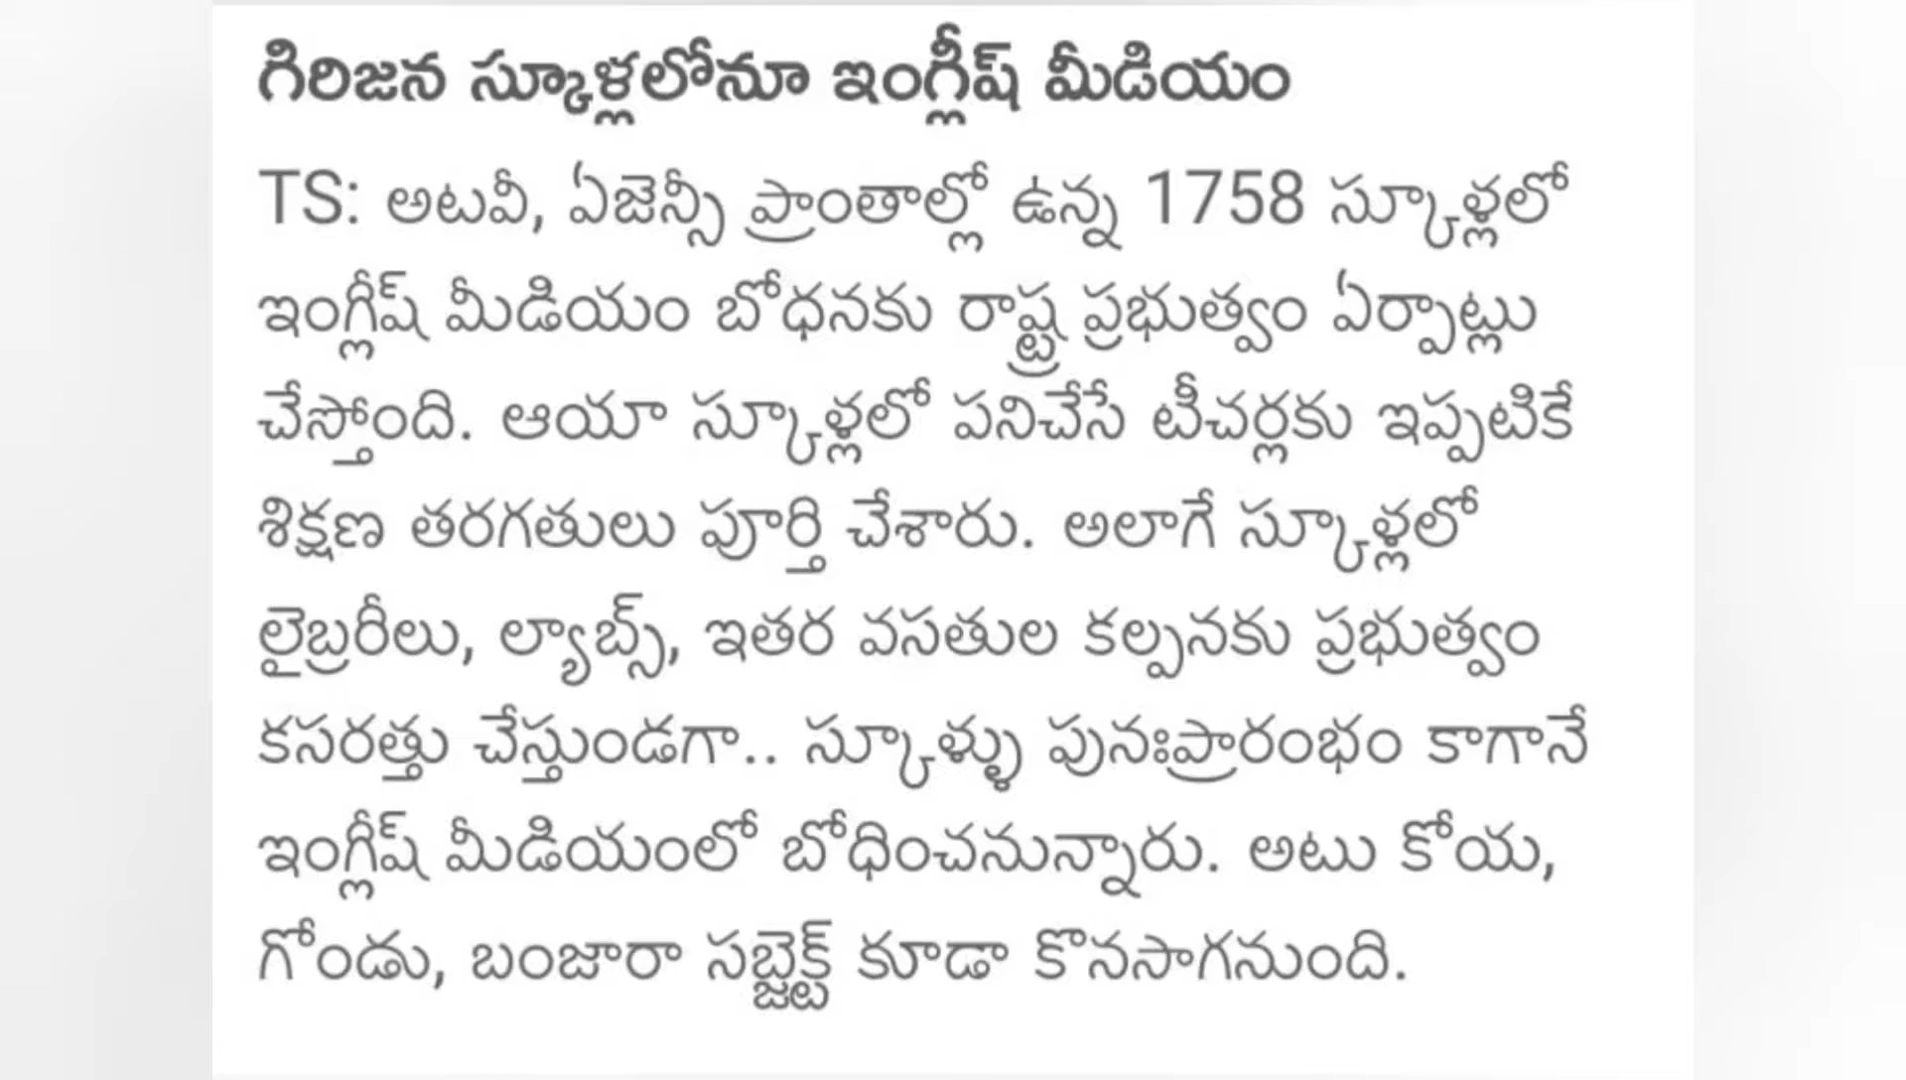 గిరిజన స్కూళ్లలోనూ ఇంగ్లీష్ మీడియం
TS: అటవీ, ఏజెన్సీ ప్రాంతాల్లో ఉన్న 1758 స్కూళ్లలో
ఇంగ్లీష్ మీడియం బోధనకు రాష్ట్ర ప్రభుత్వం ఏర్పాట్లు
చేస్తోంది. ఆయా స్కూళ్లలో పనిచేసే టీచర్లకు ఇప్పటికే
శిక్షణ తరగతులు పూర్తి చేశారు. అలాగే స్కూళ్లలో
లైబ్రరీలు, ల్యాబ్స్, ఇతర వసతుల కల్పనకు ప్రభుత్వం
కసరత్తు చేస్తుండగా.. స్కూళ్ళు పునఃప్రారంభం కాగానే
ఇంగ్లీష్ మీడియంలో బోధించనున్నారు. అటు కోయ,
గోండు, బంజారా సబ్జెక్ట్ కూడా కొనసాగనుంది.